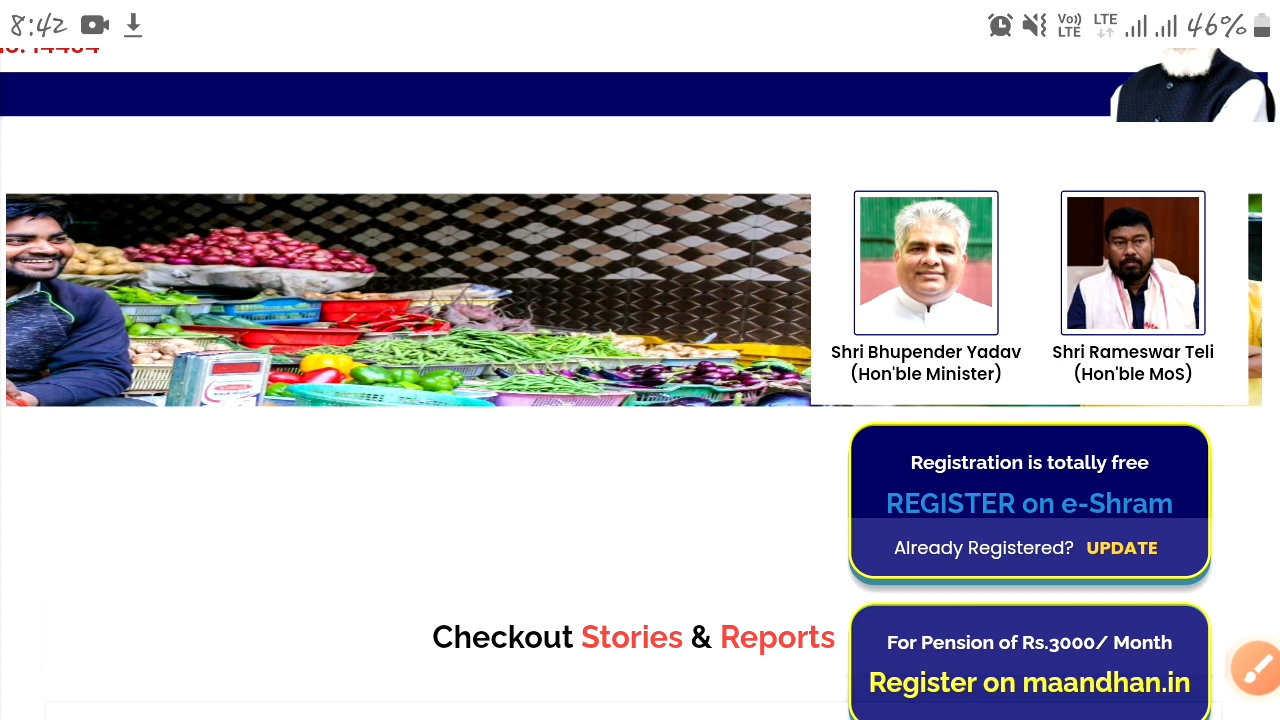 8:42
Vo))
LTE
LTE
46%
Shri Bhupender Yadav
(Hon'ble Minister)
Shri Rameswar Teli
(Hon'ble MoS)
Registration is totally free
REGISTER on e-Shram
Already Registered? UPDATE
Checkout Stories & Reports
For Pension of Rs.3000/ Month
Register on maandhan.in